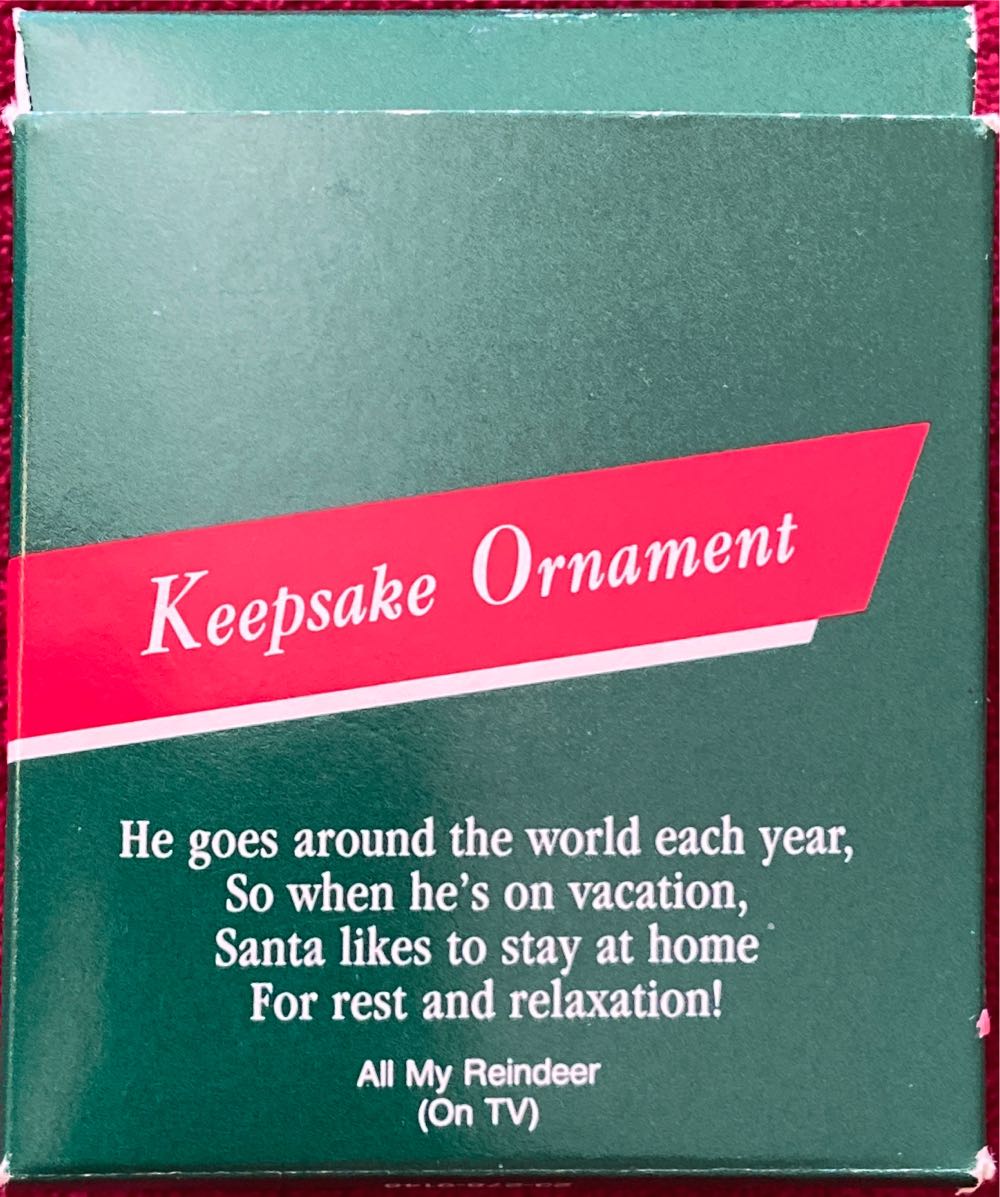 Keepsake Ornament
He goes around the world each year,
So when he's on vacation,
Santa likes to stay at home
For rest and relaxation!
All My Reindeer
(On TV)